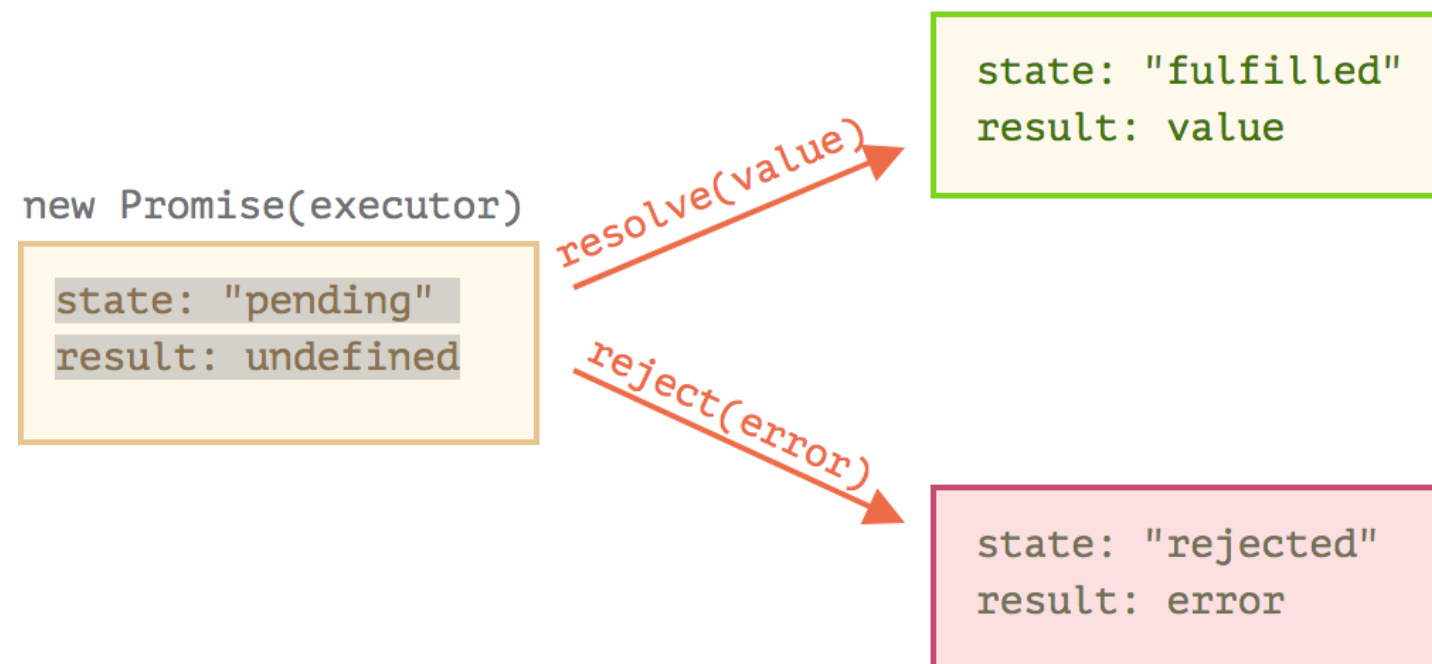 new Promise(executor)
state: "pending"
result: undefined
resolve(value)
reject(error)
state: "fulfilled"
result: value
state: "rejected"
result: error